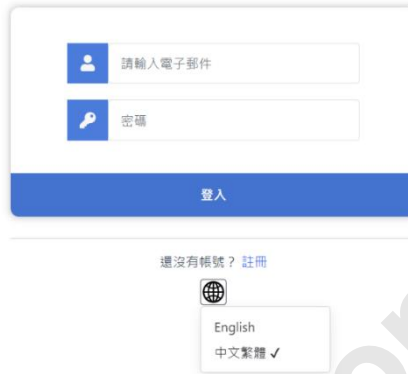 請輸入電子郵件
密碼
登入
還沒有帳號？ 註冊
English
中文繁體 ✓